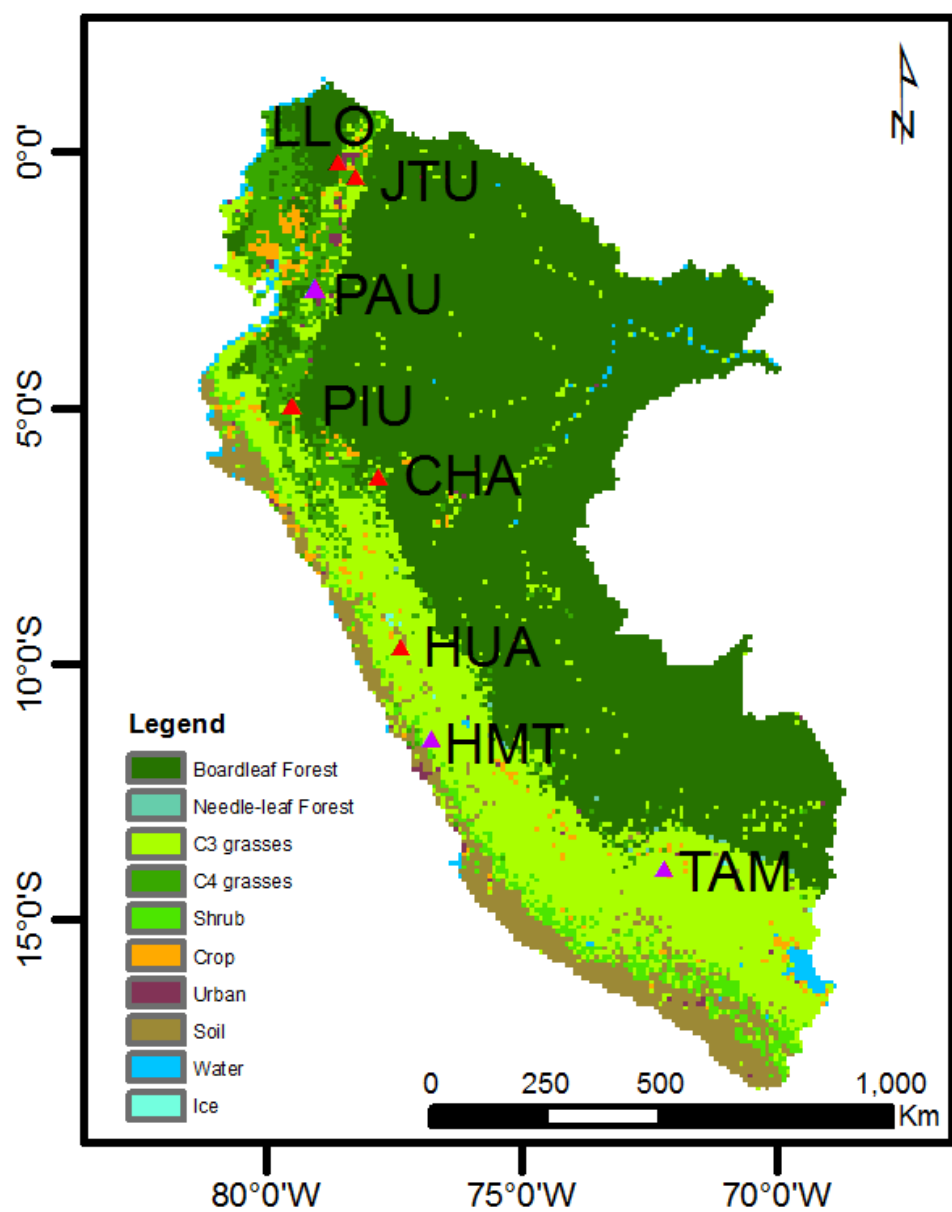 N
0°0'
5°0'S
10°0'S
15°0'S
LLO
JTU
PAU
PIU
CHA
HUA
HMT
TAM
Legend
Boardleaf Forest
Needle-leaf Forest
C3 grasses
C4 grasses
Shrub
Crop
Urban
Soil
Water
Ice
0 250 500 1,000
Km
80°0'W 75°0'W 70°0'W